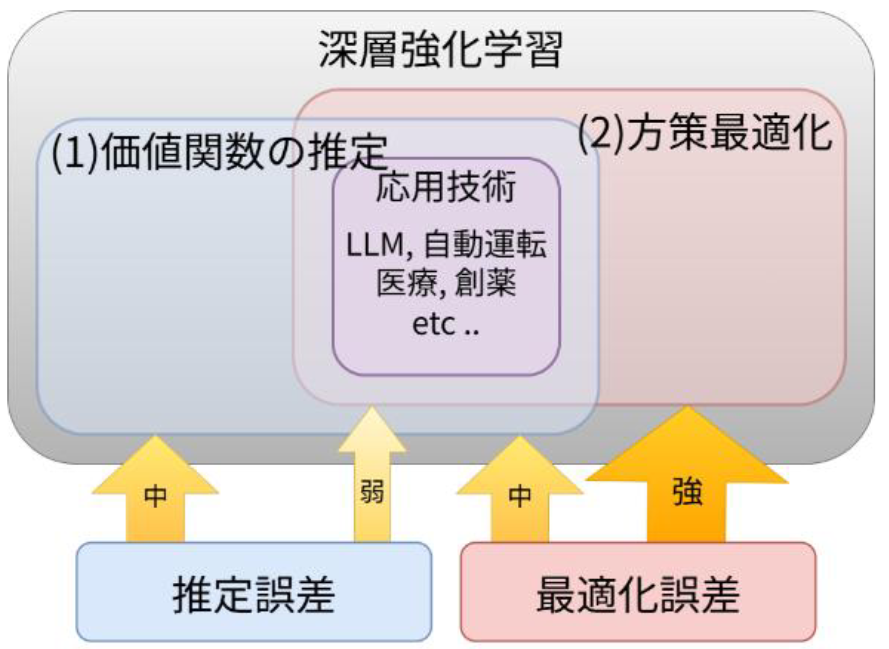 深層強化学習
(1)価値関数の推定
(2)方策最適化
応用技術
LLM, 自動運転
医療, 創薬
etc ..
中
弱
中
強
推定誤差
最適化誤差